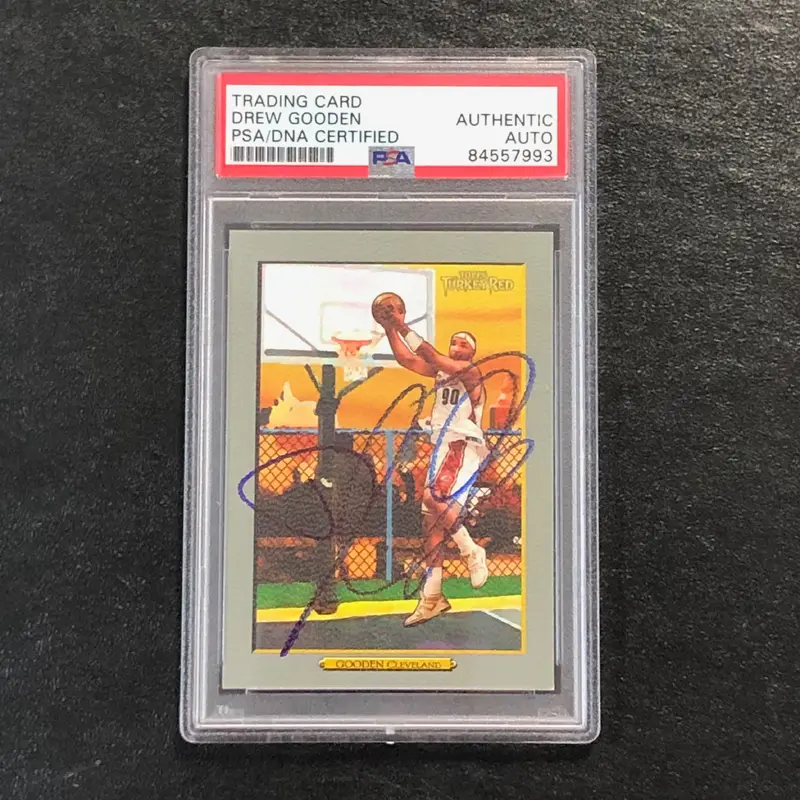 TRADING CARD
DREW GOODEN
PSA/DNA CERTIFIED
AUTHENTIC
AUTO
PSA
84557993
TOPPS
TURKEY RED
90
GOODEN CLEVELAND